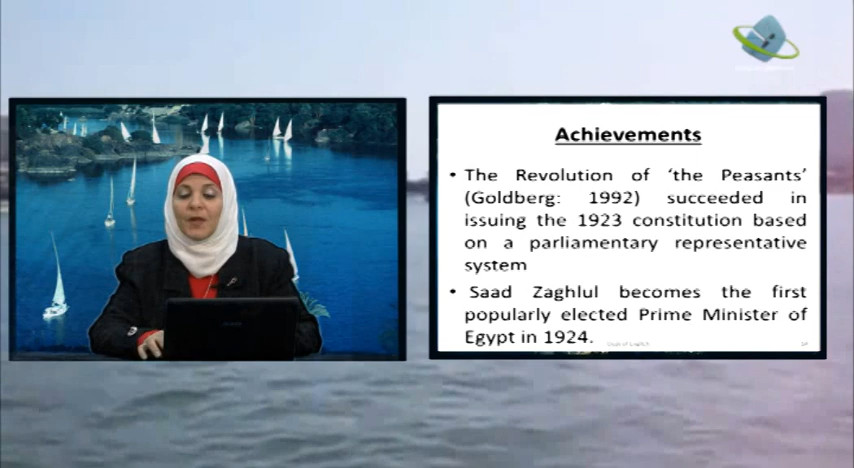 Achievements
• The Revolution of ‘the Peasants’
(Goldberg: 1992) succeeded in
issuing the 1923 constitution based
on a parliamentary representative
system
• Saad Zaghlul becomes the first
popularly elected Prime Minister of
Egypt in 1924.